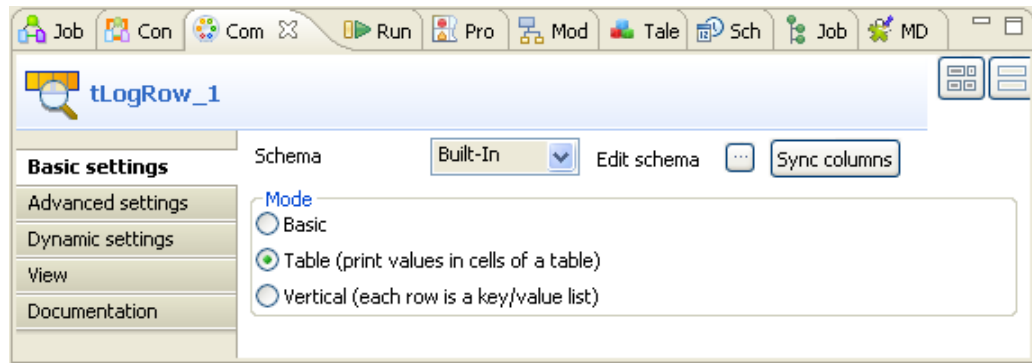 Job Con Com Run Pro Mod Tale Sch Job MD
tLogRow_1
Basic settings
Advanced settings
Dynamic settings
View
Documentation
Schema Built-In Edit schema ... Sync columns
Mode
Basic
Table (print values in cells of a table)
Vertical (each row is a key/value list)